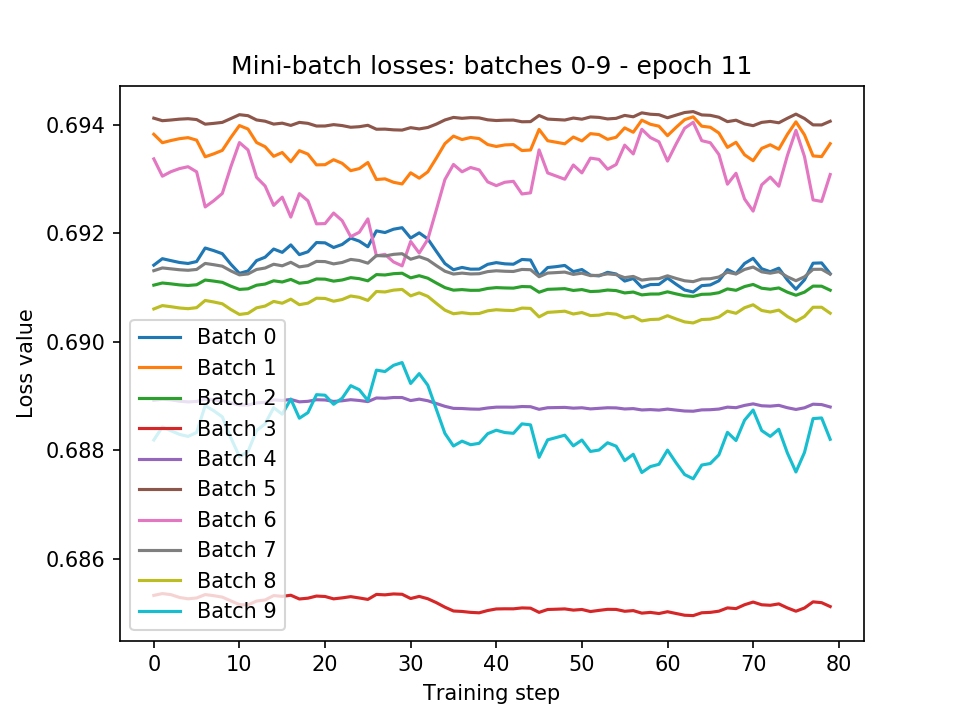 Mini-batch losses: batches 0-9 - epoch 11
Loss value
0.694
0.692
0.690
0.688
0.686
Batch 0
Batch 1
Batch 2
Batch 3
Batch 4
Batch 5
Batch 6
Batch 7
Batch 8
Batch 9
0 10 20 30 40 50 60 70 80
Training step